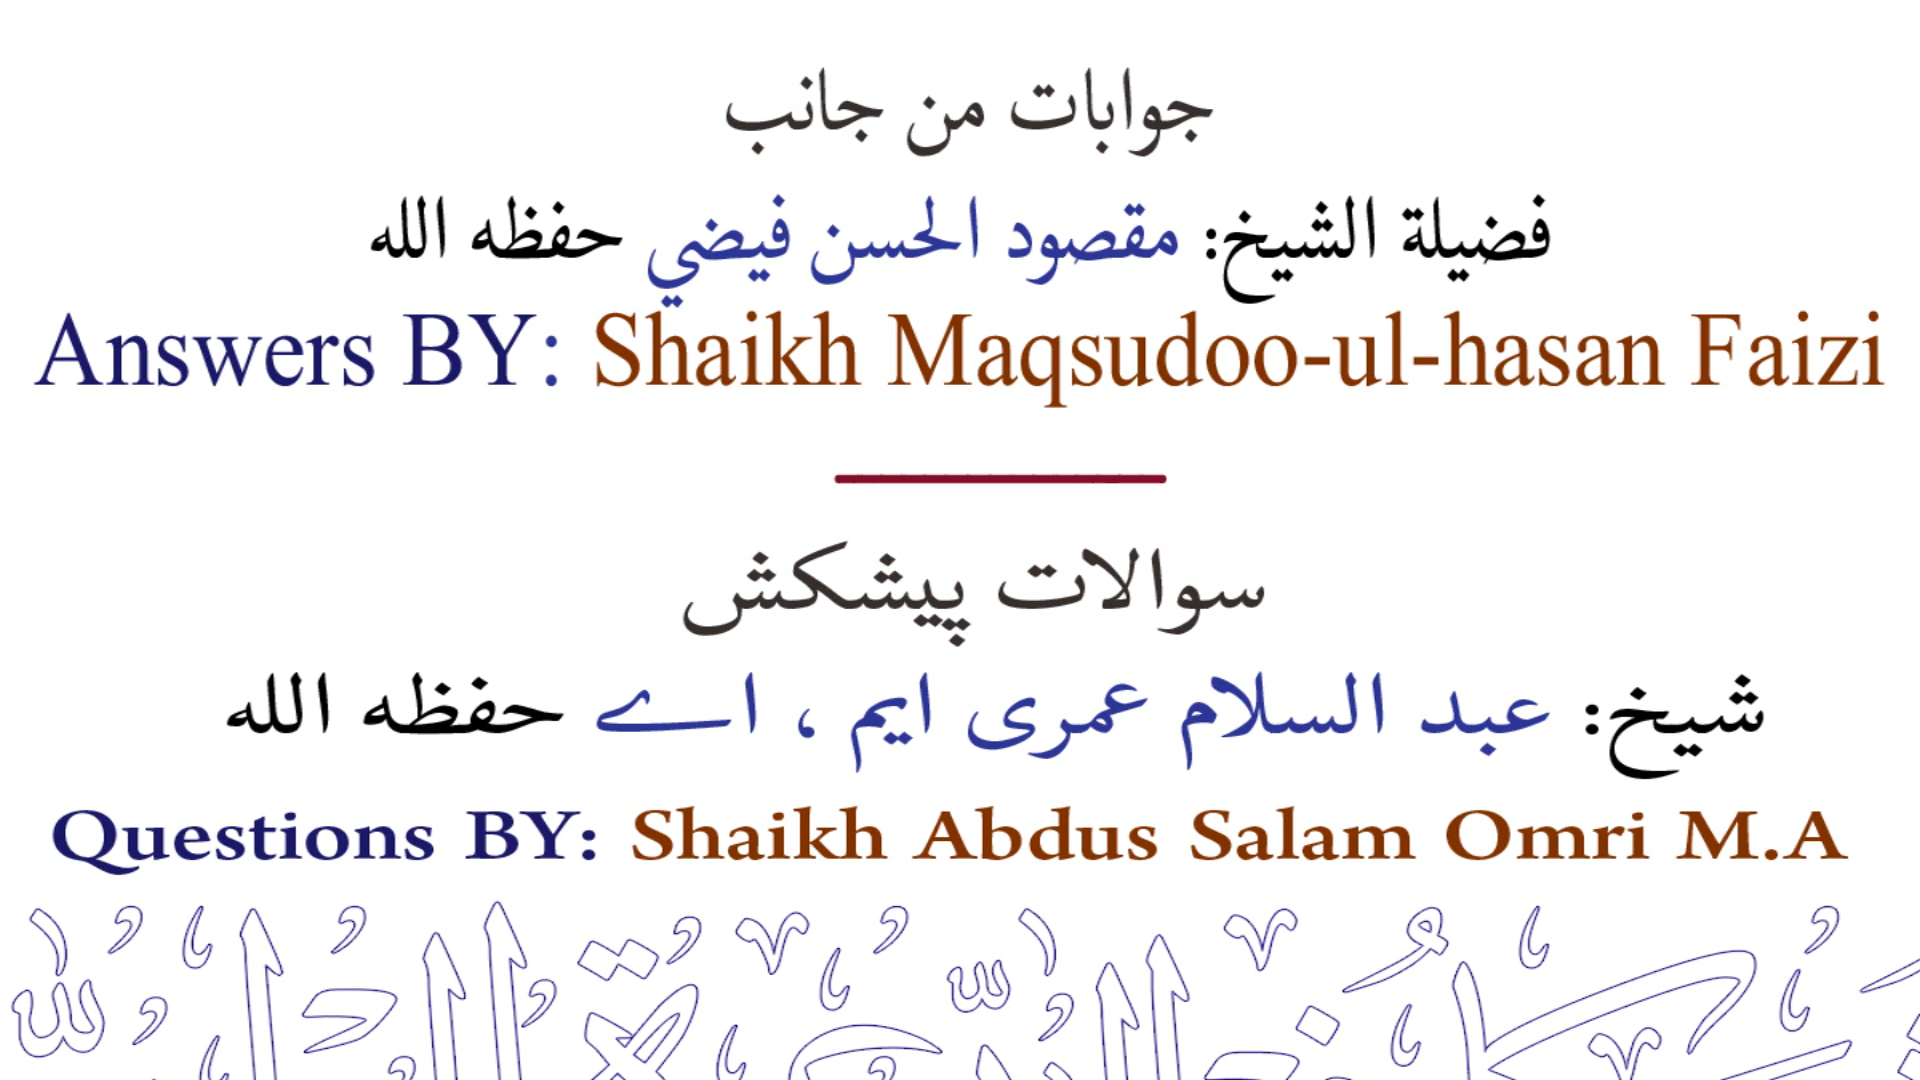 جوابات من جانب
فضيلة الشيخ: مقصود الحسن فيضي حفظه الله
Answers BY: Shaikh Maqsudoo-ul-hasan Faizi
سوالات پیشکش
شیخ: عبد السلام عمری ایم ، اے حفظه الله
Questions BY: Shaikh Abdus Salam Omri M.A